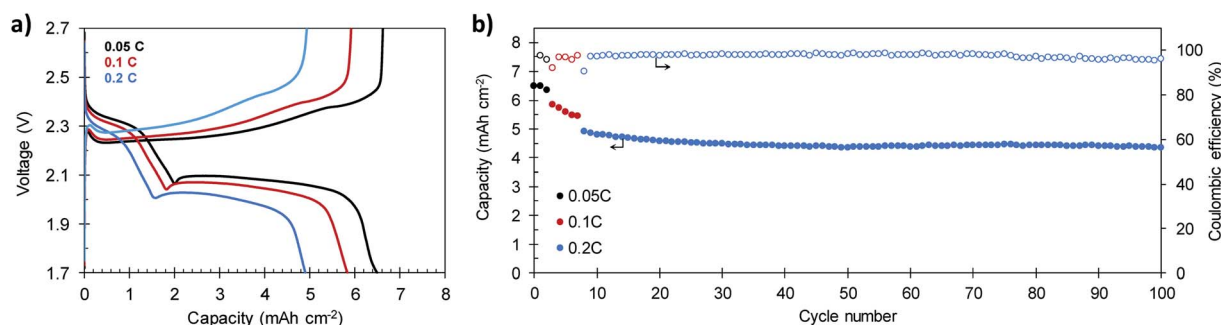 a)
2.7
2.5
2.3
2.1
1.9
1.7
Voltage (V)
0.05 C
0.1 C
0.2 C
0 1 2 3 4 5 6 7 8
Capacity (mAh cm⁻²)
b)
8
7
6
5
4
3
2
1
0
Capacity (mAh cm⁻²)
0.05C
0.1C
0.2C
100
80
60
40
20
0
Coulombic efficiency (%)
0 10 20 30 40 50 60 70 80 90 100
Cycle number